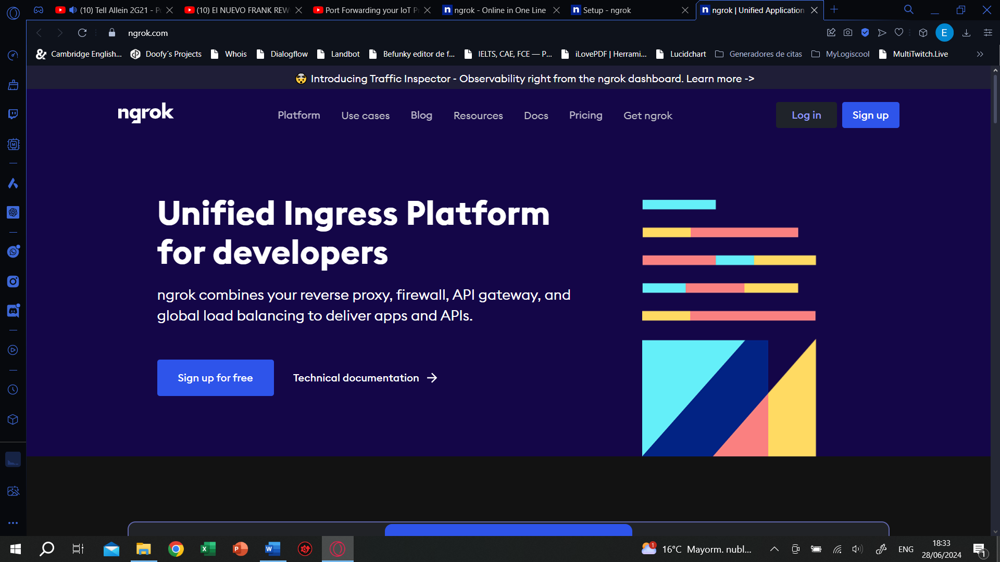 (10) Tell Allein 2G21 - P
(10) El NUEVO FRANK REW
Port Forwarding your IoT P
n ngrok - Online in One Line
n Setup - ngrok
n ngrok | Unified Application
ngrok.com
E
Cambridge English...
Doofy´s Projects
Whois
Dialogflow
Landbot
Befunky editor de f...
IELTS, CAE, FCE — P...
iLovePDF | Herrami...
Lucidchart
Generadores de citas
MyLogiscool
MultiTwitch.Live
Introducing Traffic Inspector - Observability right from the ngrok dashboard. Learn more ->
ngrok
Platform
Use cases
Blog
Resources
Docs
Pricing
Get ngrok
Log in
Sign up
Unified Ingress Platform
for developers
ngrok combines your reverse proxy, firewall, API gateway, and
global load balancing to deliver apps and APIs.
Sign up for free
Technical documentation
1
16°C Mayorm. nubl...
ENG
18:33
28/06/2024
1